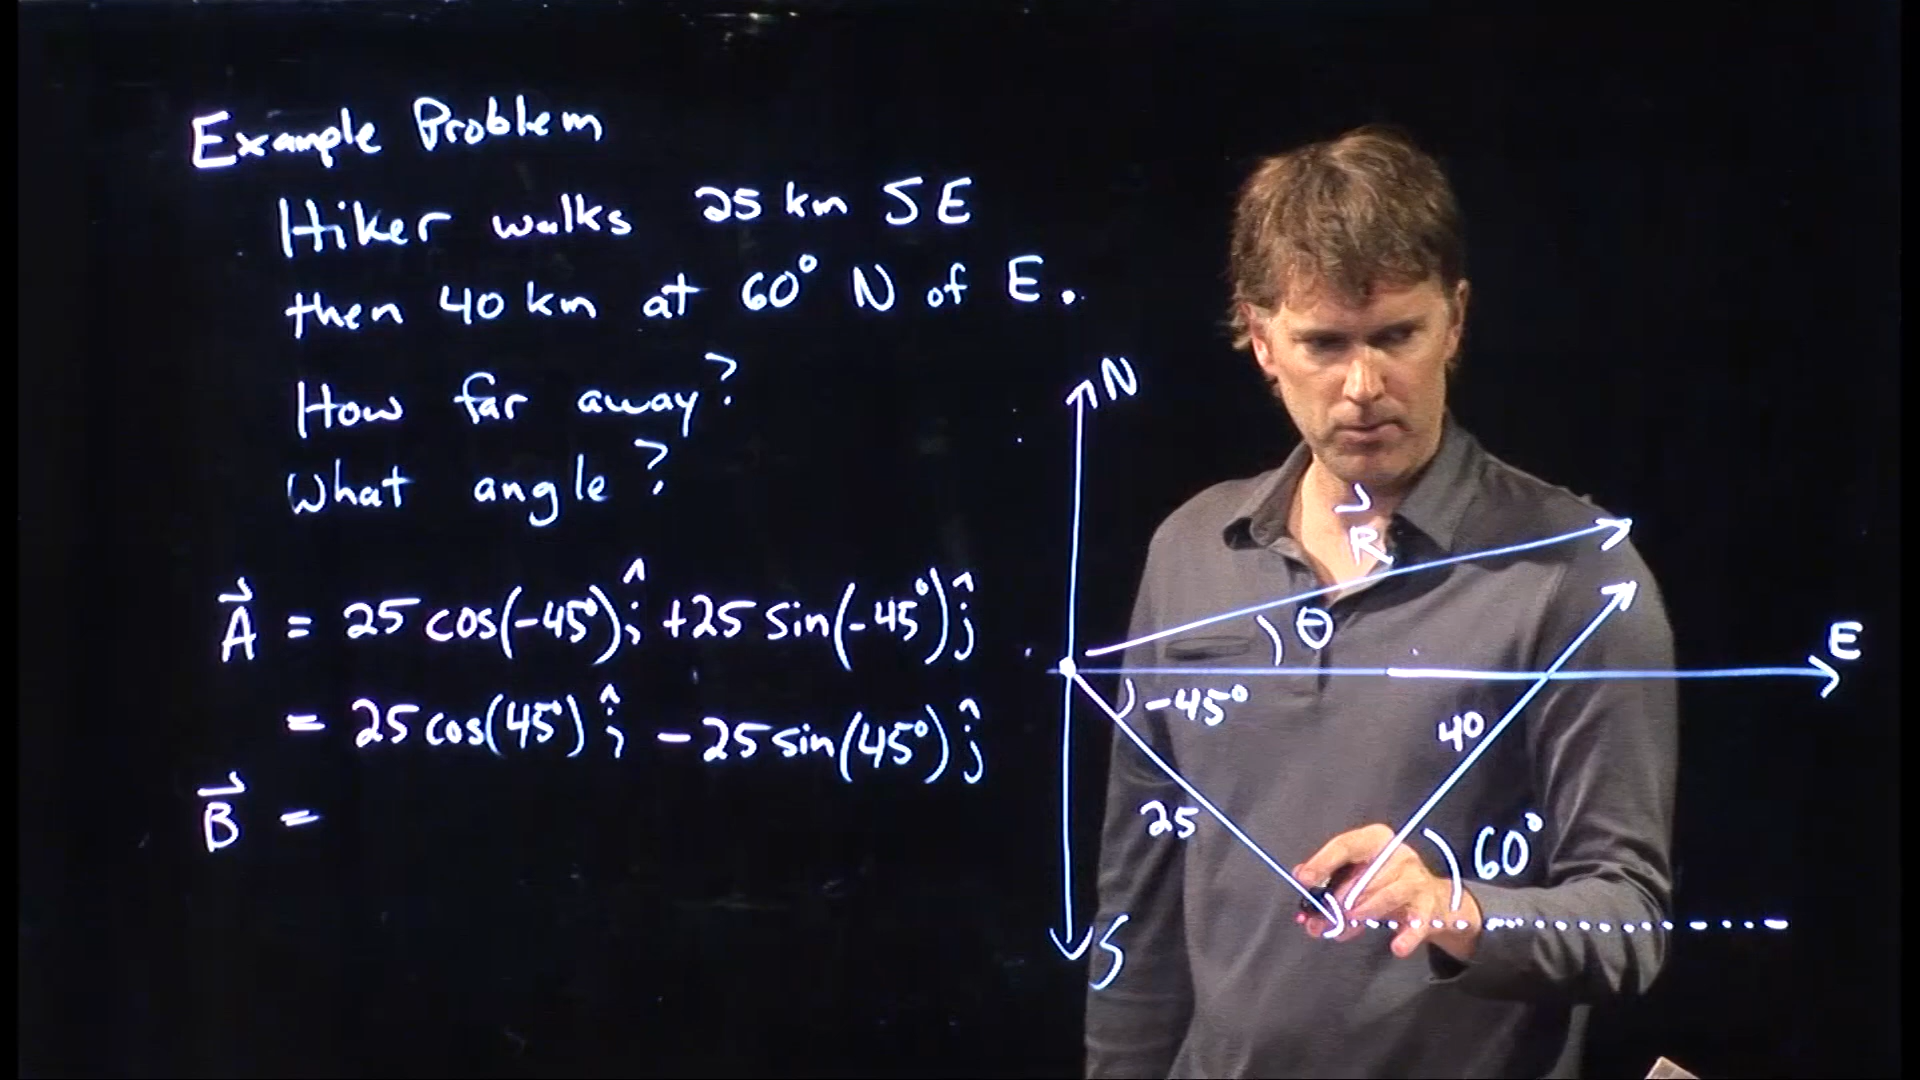 Example Problem
Hiker walks 25 km SE
then 40 km at 60° N of E.
How far away?
What angle?
A⃗ = 25 cos(-45°) î + 25 sin(-45°) ĵ
= 25 cos(45°) î - 25 sin(45°) ĵ
B⃗ =
N
R⃗
θ
E
-45°
40
25
60°
S